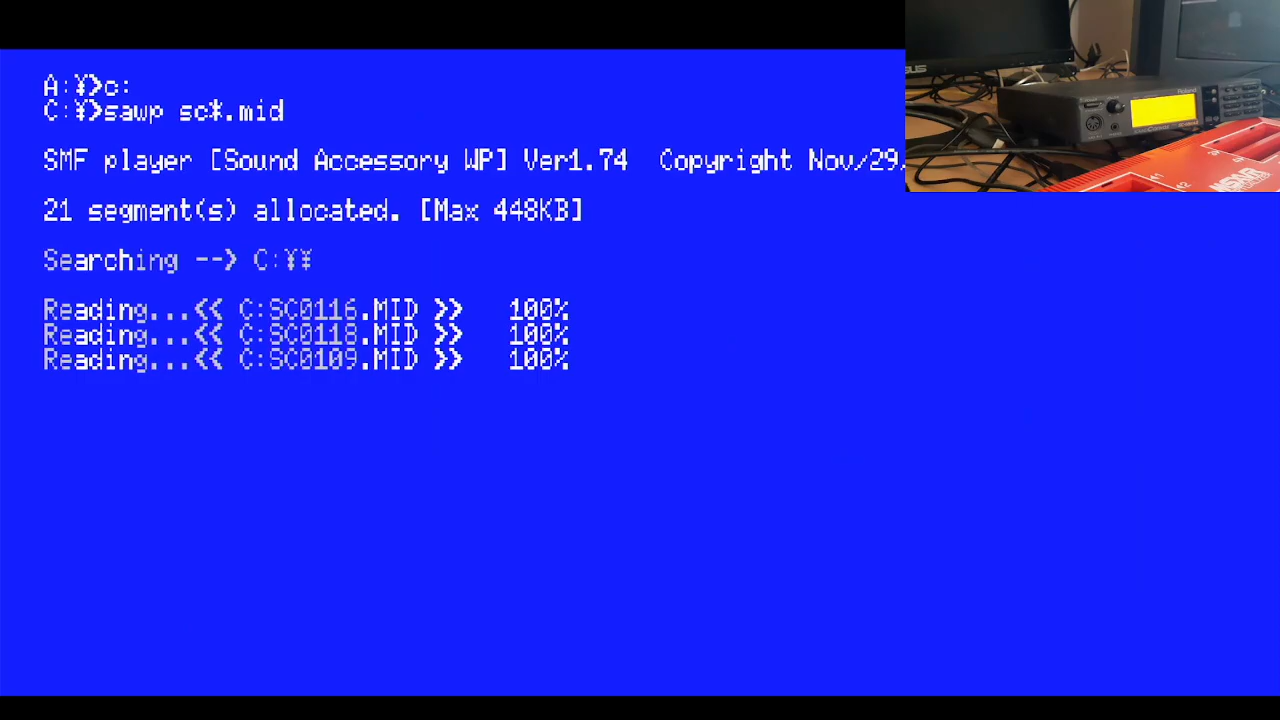 A:¥>c:
C:¥>sawp sc*.mid
SMF player [Sound Accessory WP] Ver1.74  Copyright Nov/29,
21 segment(s) allocated. [Max 448KB]
Searching --> C:¥¥
Reading...<< C:SC0116.MID >>   100%
Reading...<< C:SC0118.MID >>   100%
Reading...<< C:SC0109.MID >>   100%
Roland